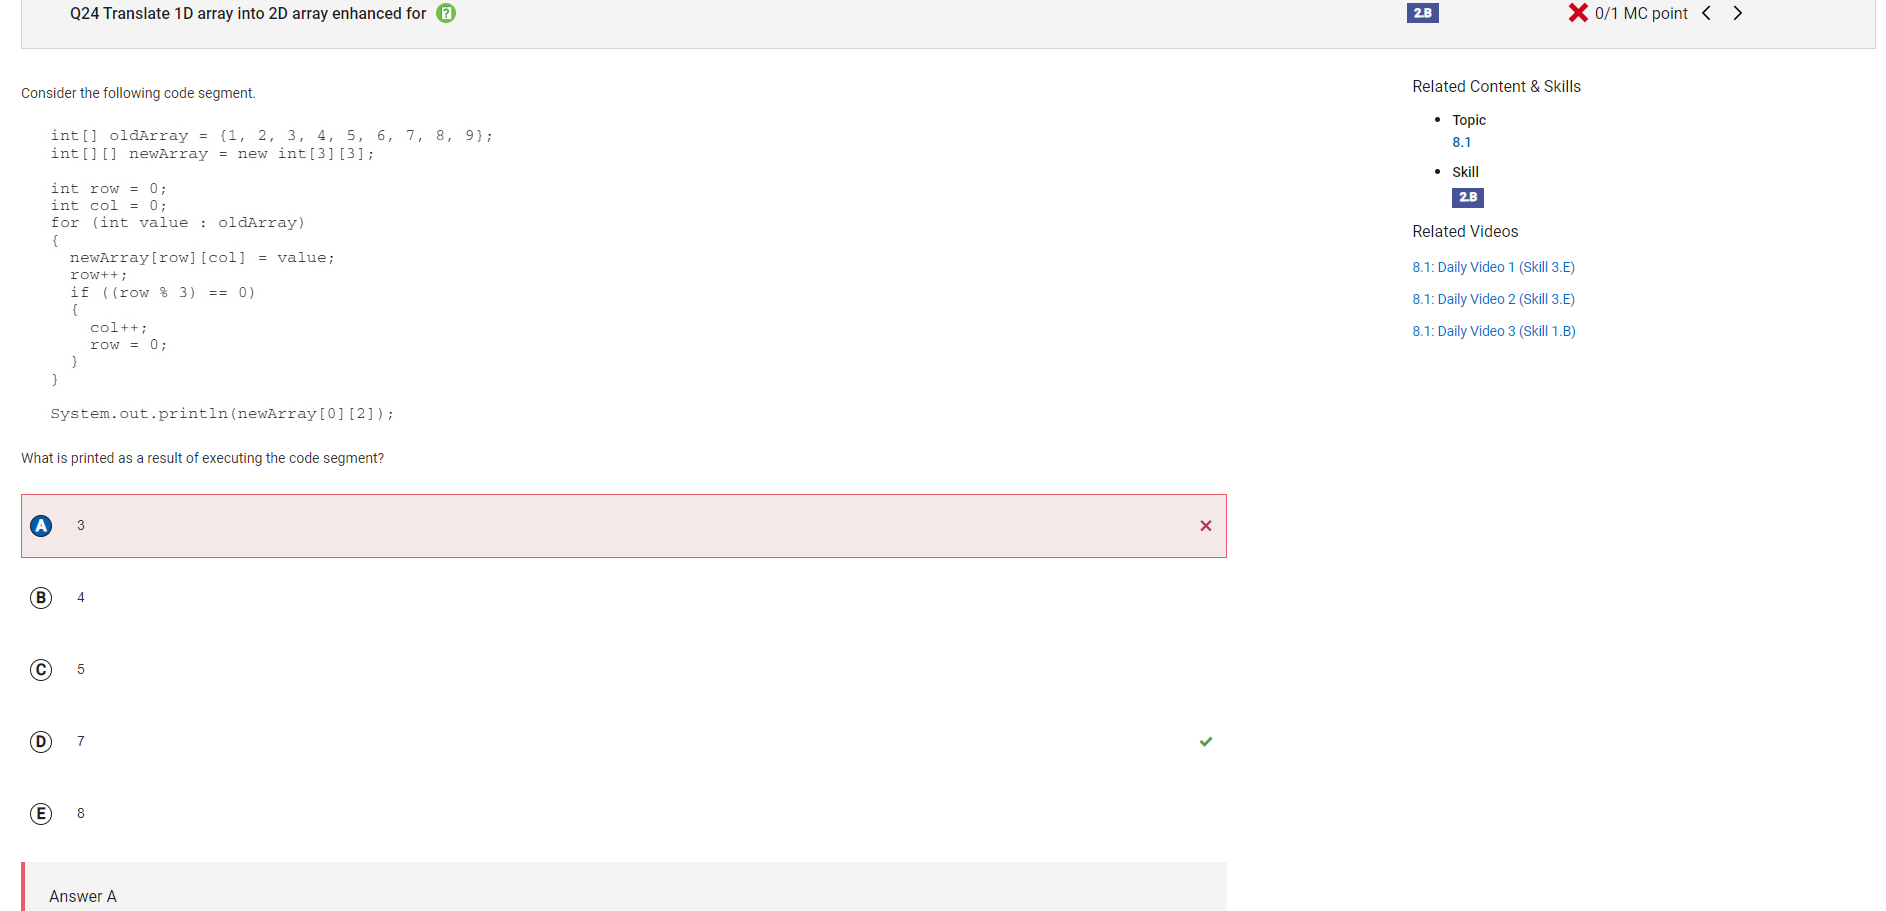 Q24 Translate 1D array into 2D array enhanced for
2.B
0/1 MC point
Consider the following code segment.
int[] oldArray = {1, 2, 3, 4, 5, 6, 7, 8, 9};
int[][] newArray = new int[3][3];
int row = 0;
int col = 0;
for (int value : oldArray)
{
newArray[row][col] = value;
row++;
if ((row % 3) == 0)
{
col++;
row = 0;
}
}
System.out.println(newArray[0][2]);
What is printed as a result of executing the code segment?
A 3
B 4
C 5
D 7
E 8
Answer A
Related Content & Skills
• Topic
8.1
• Skill
2.B
Related Videos
8.1: Daily Video 1 (Skill 3.E)
8.1: Daily Video 2 (Skill 3.E)
8.1: Daily Video 3 (Skill 1.B)